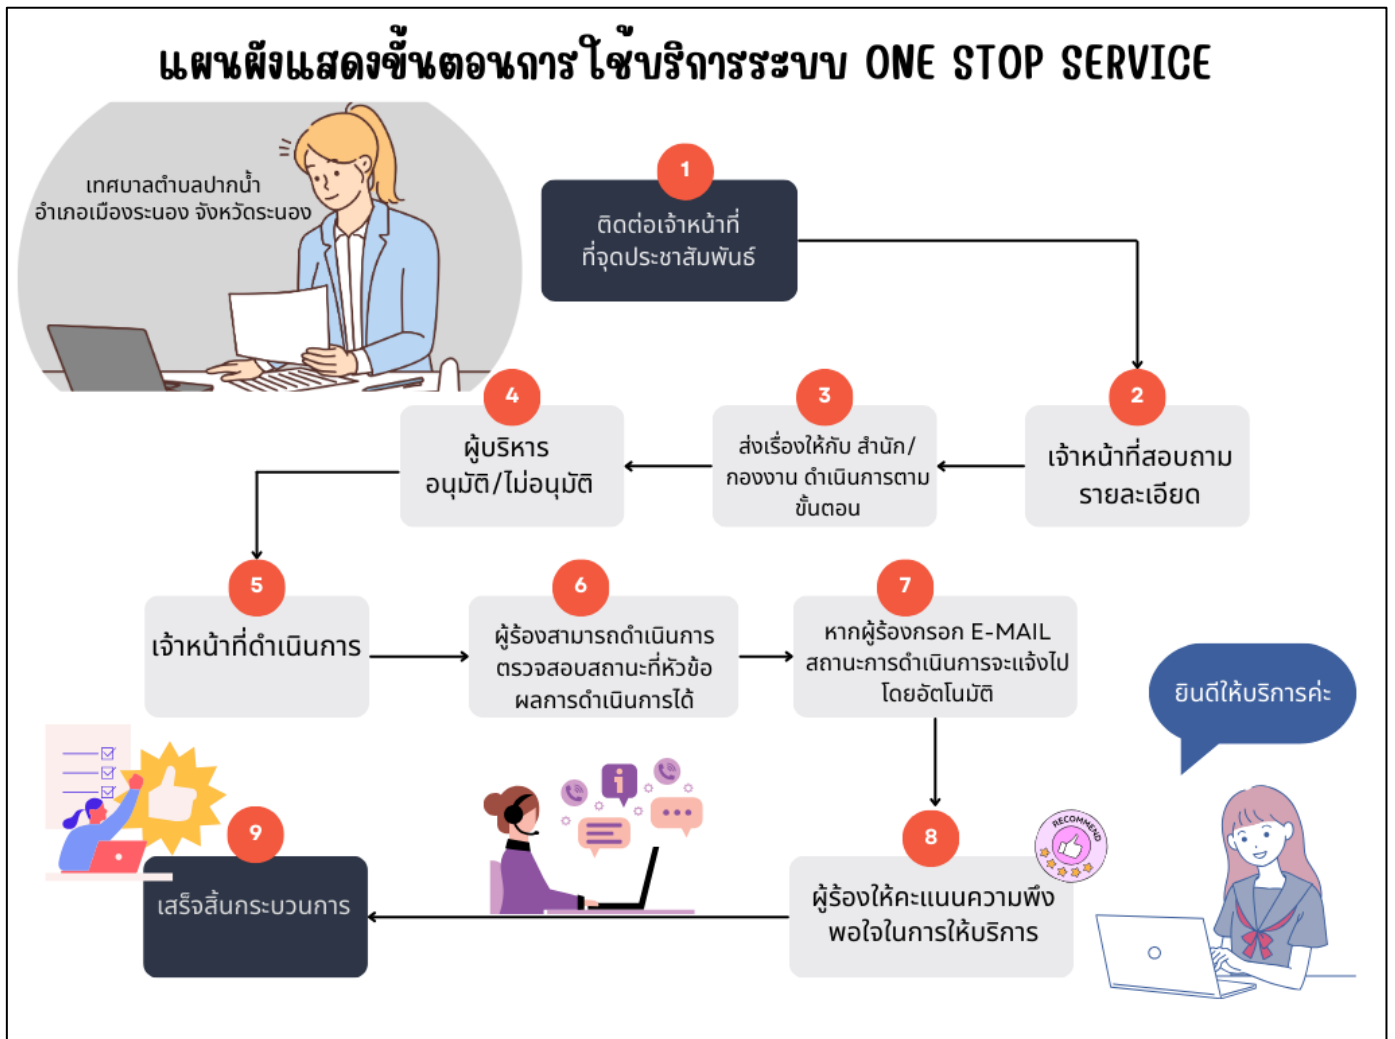 แผนผังแสดงขั้นตอนการใช้บริการระบบ ONE STOP SERVICE
เทศบาลตำบลปากน้ำ
อำเภอเมืองระนอง จังหวัดระนอง
1
ติดต่อเจ้าหน้าที่
ที่จุดประชาสัมพันธ์
2
เจ้าหน้าที่สอบถาม
รายละเอียด
3
ส่งเรื่องให้กับ สำนัก/
กองงาน ดำเนินการตาม
ขั้นตอน
4
ผู้บริหาร
อนุมัติ/ไม่อนุมัติ
5
เจ้าหน้าที่ดำเนินการ
6
ผู้ร้องสามารถดำเนินการ
ตรวจสอบสถานะที่หัวข้อ
ผลการดำเนินการได้
7
หากผู้ร้องกรอก E-MAIL
สถานะการดำเนินการจะแจ้งไป
โดยอัตโนมัติ
ยินดีให้บริการค่ะ
8
RECOMMEND
ผู้ร้องให้คะแนนความพึง
พอใจในการให้บริการ
9
เสร็จสิ้นกระบวนการ